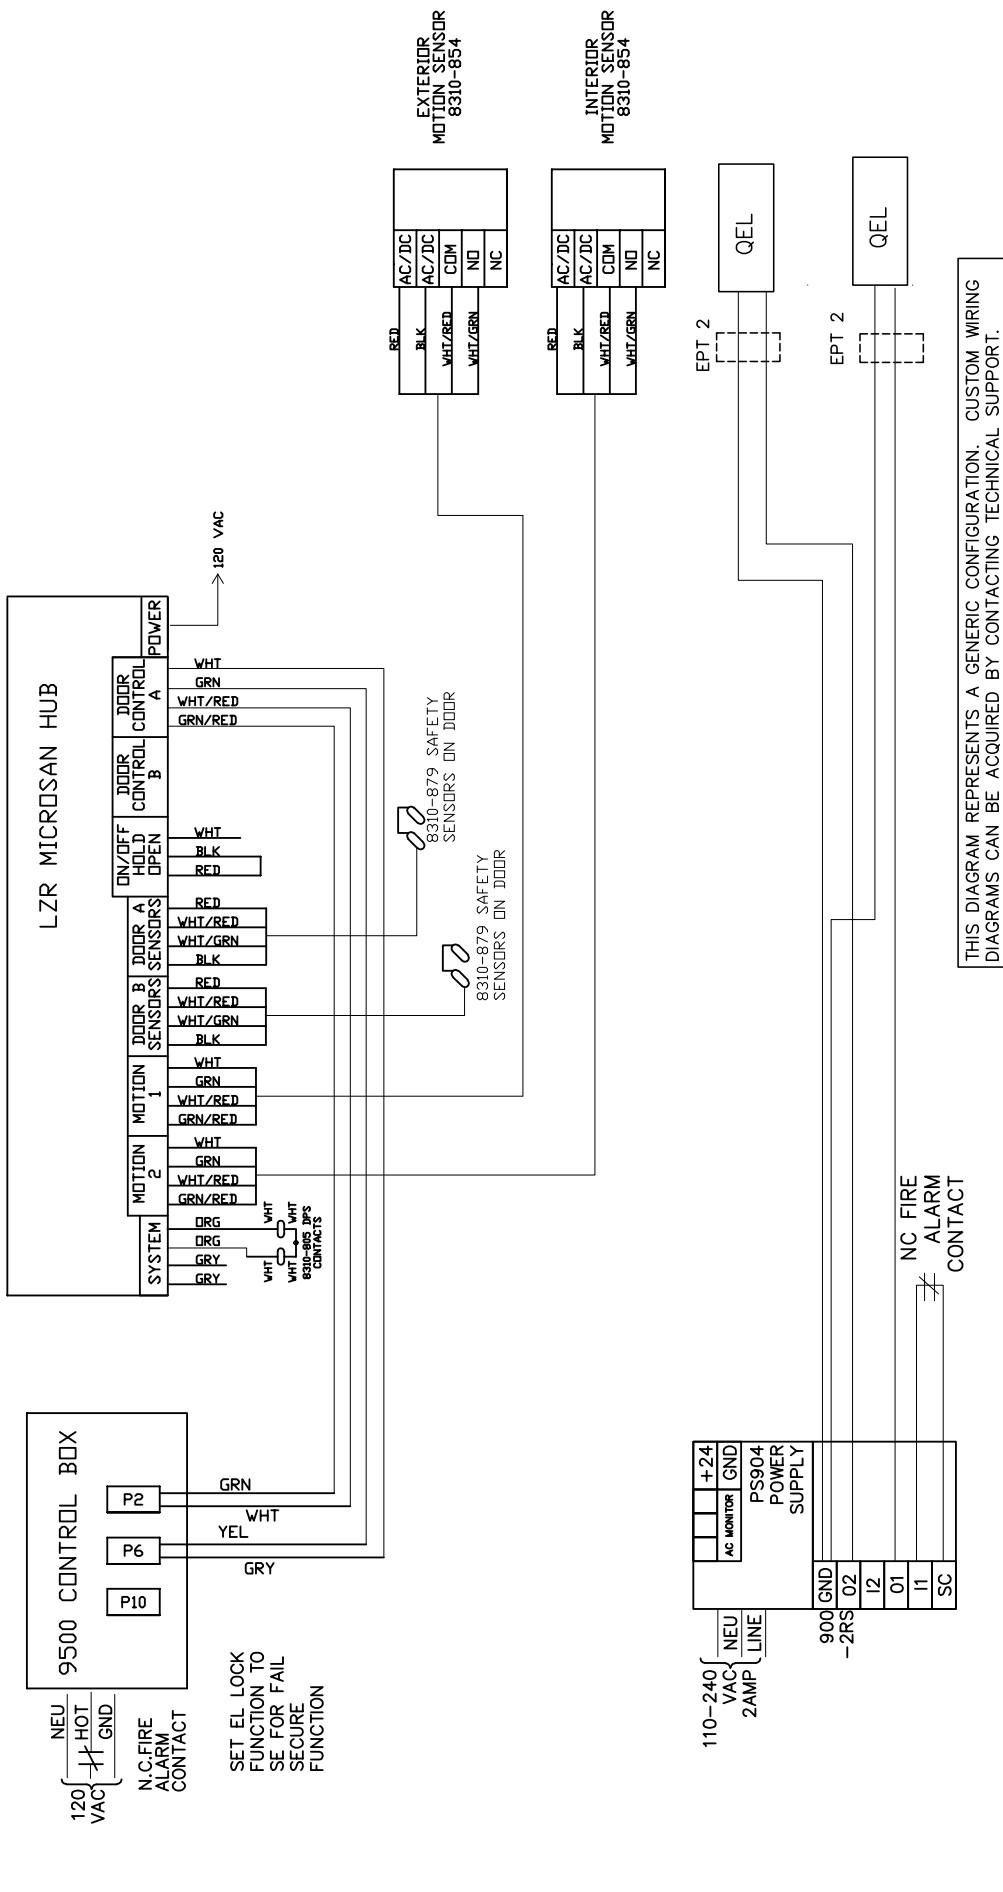 EXTERIOR
MOTION SENSOR
8310-854
INTERIOR
MOTION SENSOR
8310-854
AC/DC
AC/DC
COM
NO
NC
RED
BLK
WHT/RED
WHT/GRN
AC/DC
AC/DC
COM
NO
NC
RED
BLK
WHT/RED
WHT/GRN
QEL
EPT 2
QEL
EPT 2
LZR MICROSAN HUB
120 VAC
POWER
DOOR
CONTROL
A
WHT
GRN
WHT/RED
GRN/RED
DOOR
CONTROL
B
ON/OFF
HOLD
OPEN
WHT
BLK
RED
DOOR A
SENSORS
RED
WHT/RED
WHT/GRN
BLK
DOOR B
SENSORS
RED
WHT/RED
WHT/GRN
BLK
MOTION
1
WHT
GRN
WHT/RED
GRN/RED
MOTION
2
WHT
GRN
WHT/RED
GRN/RED
SYSTEM
ORG
ORG
GRY
GRY
WHT
WHT
WHT
WHT
8310-805 DPS
CONTACTS
8310-879 SAFETY
SENSORS ON DOOR
8310-879 SAFETY
SENSORS ON DOOR
9500 CONTROL BOX
P2
P6
P10
GRN
WHT
YEL
GRY
NEU
HOT
GND
120
VAC
N.C.FIRE
ALARM
CONTACT
SET EL LOCK
FUNCTION TO
SE FOR FAIL
SECURE
FUNCTION
+24
GND
AC MONITOR
PS904
POWER
SUPPLY
NEU
LINE
110-240
VAC
2AMP
900
-2RS
GND
O2
I2
O1
I1
SC
NC FIRE
ALARM
CONTACT
THIS DIAGRAM REPRESENTS A GENERIC CONFIGURATION. CUSTOM WIRING
DIAGRAMS CAN BE ACQUIRED BY CONTACTING TECHNICAL SUPPORT.